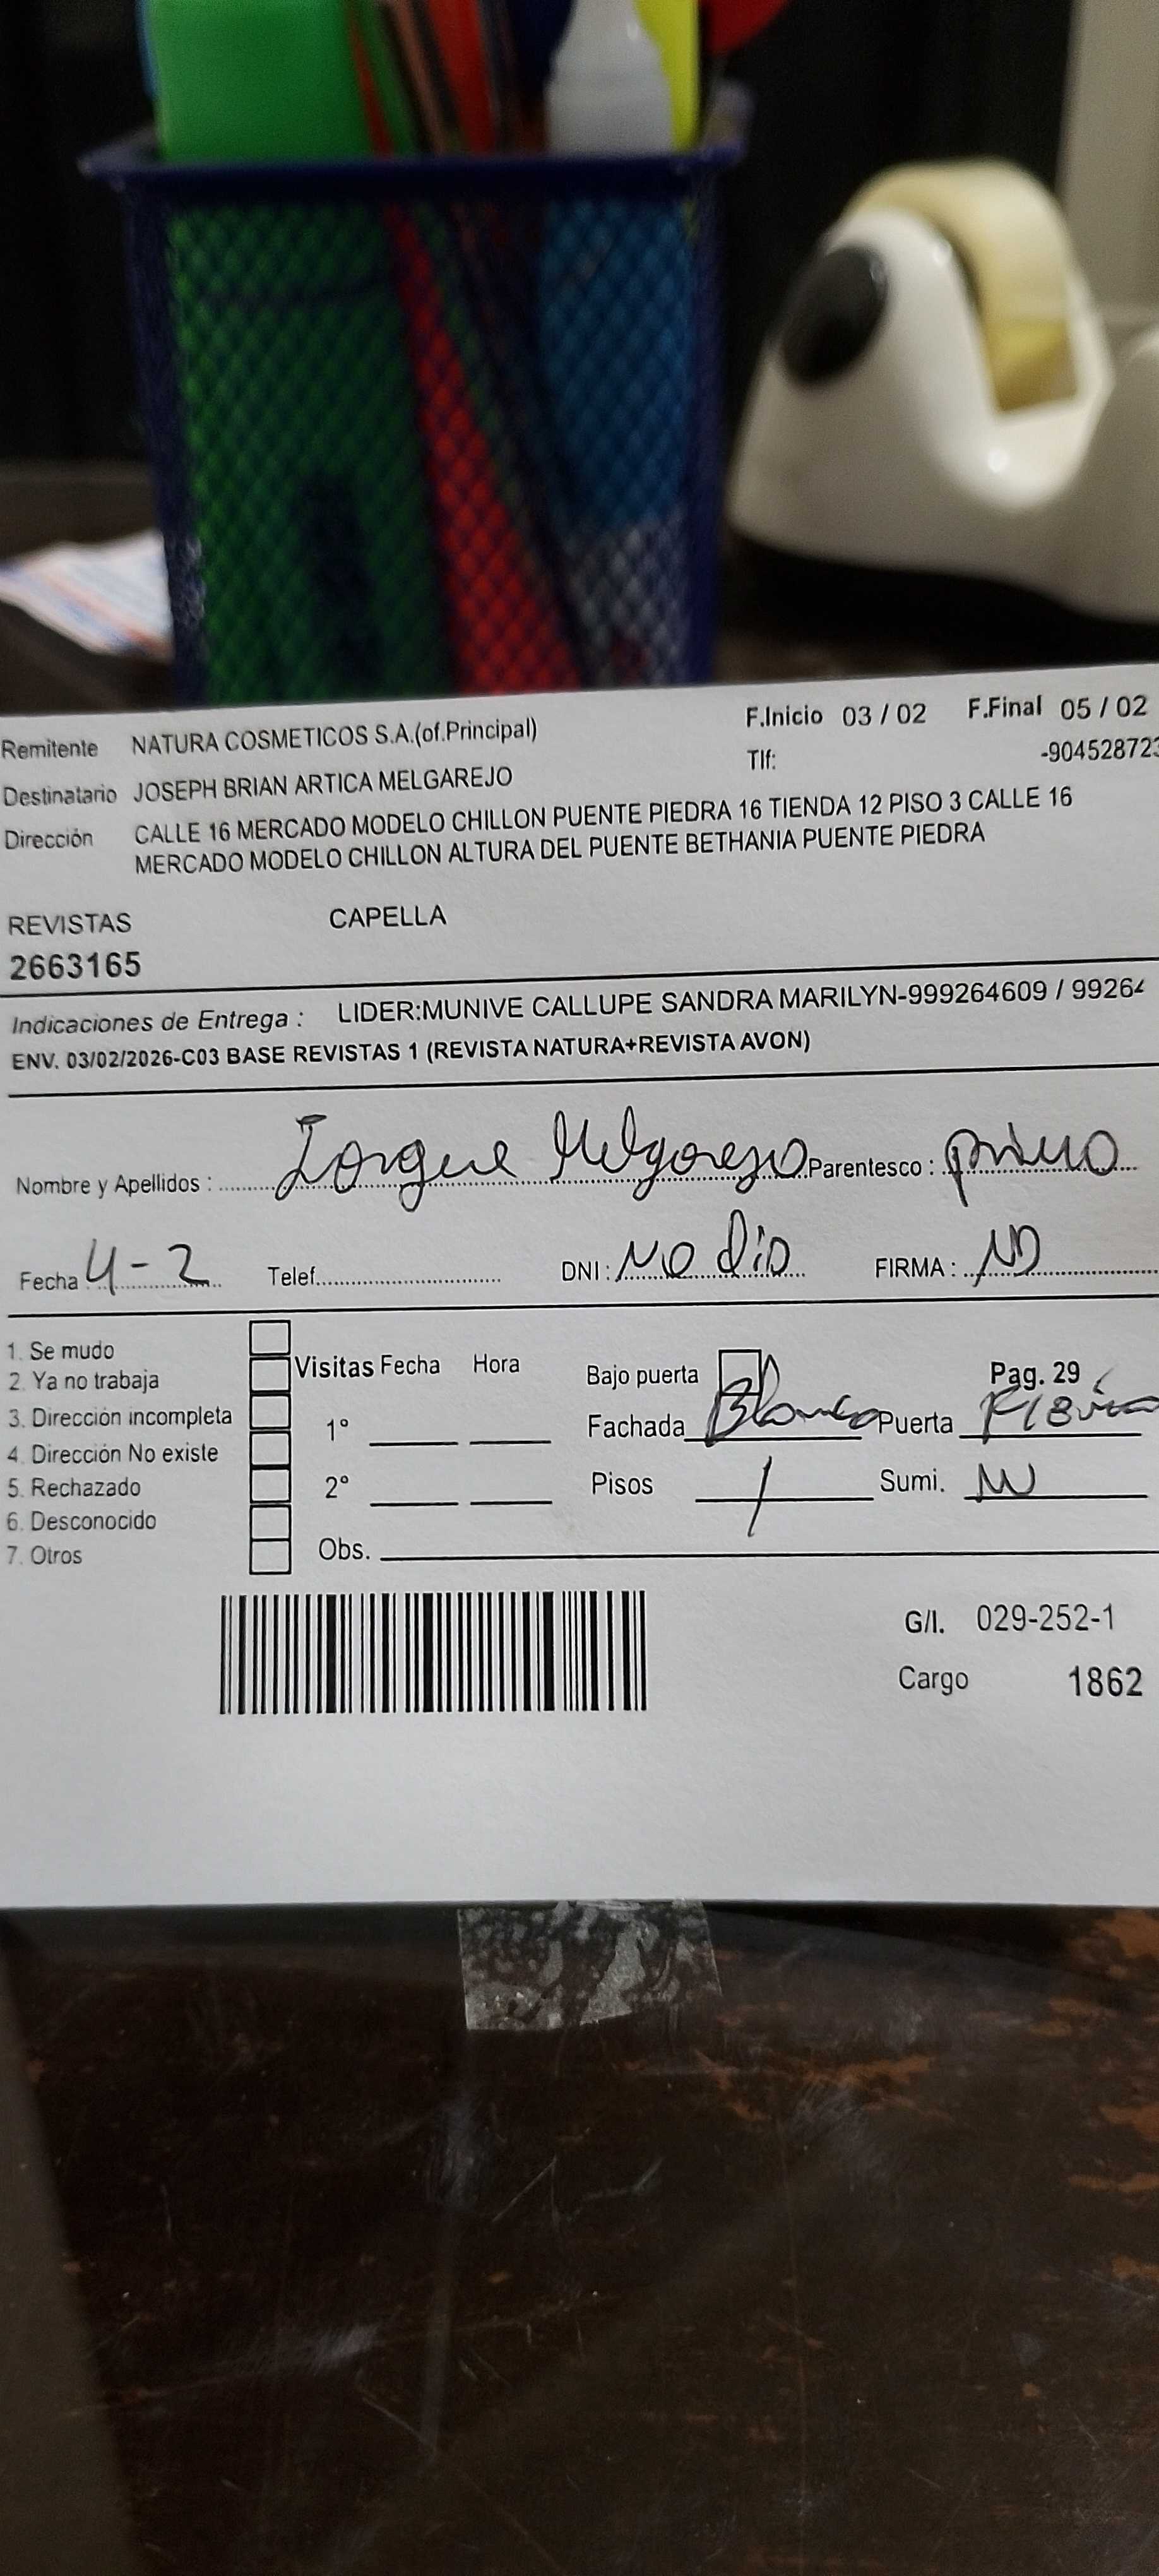 F.Inicio 03 / 02 F.Final 05 / 02
Remitente NATURA COSMETICOS S.A.(of.Principal)
Tlf: -904528723
Destinatario JOSEPH BRIAN ARTICA MELGAREJO
Dirección CALLE 16 MERCADO MODELO CHILLON PUENTE PIEDRA 16 TIENDA 12 PISO 3 CALLE 16
MERCADO MODELO CHILLON ALTURA DEL PUENTE BETHANIA PUENTE PIEDRA
REVISTAS CAPELLA
2663165
Indicaciones de Entrega : LIDER:MUNIVE CALLUPE SANDRA MARILYN-999264609 / 99264
ENV. 03/02/2026-C03 BASE REVISTAS 1 (REVISTA NATURA+REVISTA AVON)
Nombre y Apellidos : Jorgue Melgorejo Parentesco : primo
Fecha 4-2 Telef. DNI : No dio FIRMA : ND
1. Se mudo
2. Ya no trabaja
3. Dirección incompleta
4. Dirección No existe
5. Rechazado
6. Desconocido
7. Otros
Visitas Fecha Hora
1°
2°
Obs.
Bajo puerta Pag. 29
Fachada Blanco Puerta
Pisos 1 Sumi.
G/I. 029-252-1
Cargo 1862